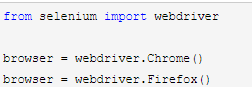 from selenium import webdriver
browser = webdriver.Chrome()
browser = webdriver.Firefox()